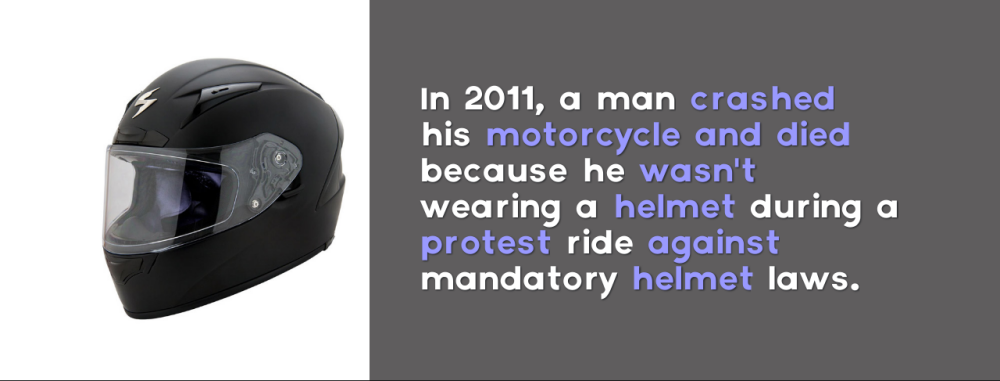 In 2011, a man crashed
his motorcycle and died
because he wasn't
wearing a helmet during a
protest ride against
mandatory helmet laws.